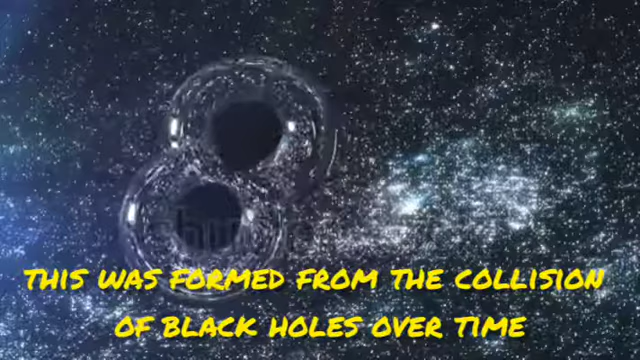 THIS WAS FORMED FROM THE COLLISION
OF BLACK HOLES OVER TIME